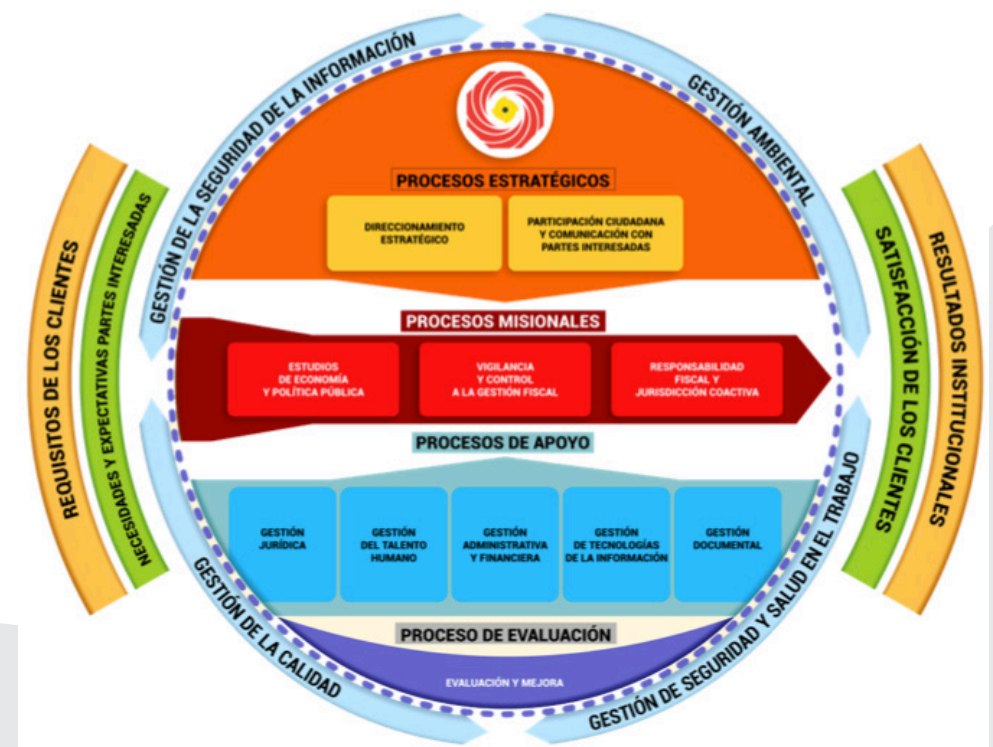 GESTIÓN DE LA SEGURIDAD DE LA INFORMACIÓN
GESTIÓN AMBIENTAL
REQUISITOS DE LOS CLIENTES
NECESIDADES Y EXPECTATIVAS PARTES INTERESADAS
PROCESOS ESTRATÉGICOS
DIRECCIONAMIENTO
ESTRATÉGICO
PARTICIPACIÓN CIUDADANA
Y COMUNICACIÓN CON
PARTES INTERESADAS
PROCESOS MISIONALES
ESTUDIOS
DE ECONOMÍA
Y POLÍTICA PÚBLICA
VIGILANCIA
Y CONTROL
A LA GESTIÓN FISCAL
RESPONSABILIDAD
FISCAL Y
JURISDICCIÓN COACTIVA
PROCESOS DE APOYO
GESTIÓN
JURÍDICA
GESTIÓN
DEL TALENTO
HUMANO
GESTIÓN
ADMINISTRATIVA
Y FINANCIERA
GESTIÓN
DE TECNOLOGÍAS
DE LA INFORMACIÓN
GESTIÓN
DOCUMENTAL
PROCESO DE EVALUACIÓN
EVALUACIÓN Y MEJORA
GESTIÓN DE LA CALIDAD
GESTIÓN DE SEGURIDAD Y SALUD EN EL TRABAJO
SATISFACCIÓN DE LOS CLIENTES
RESULTADOS INSTITUCIONALES